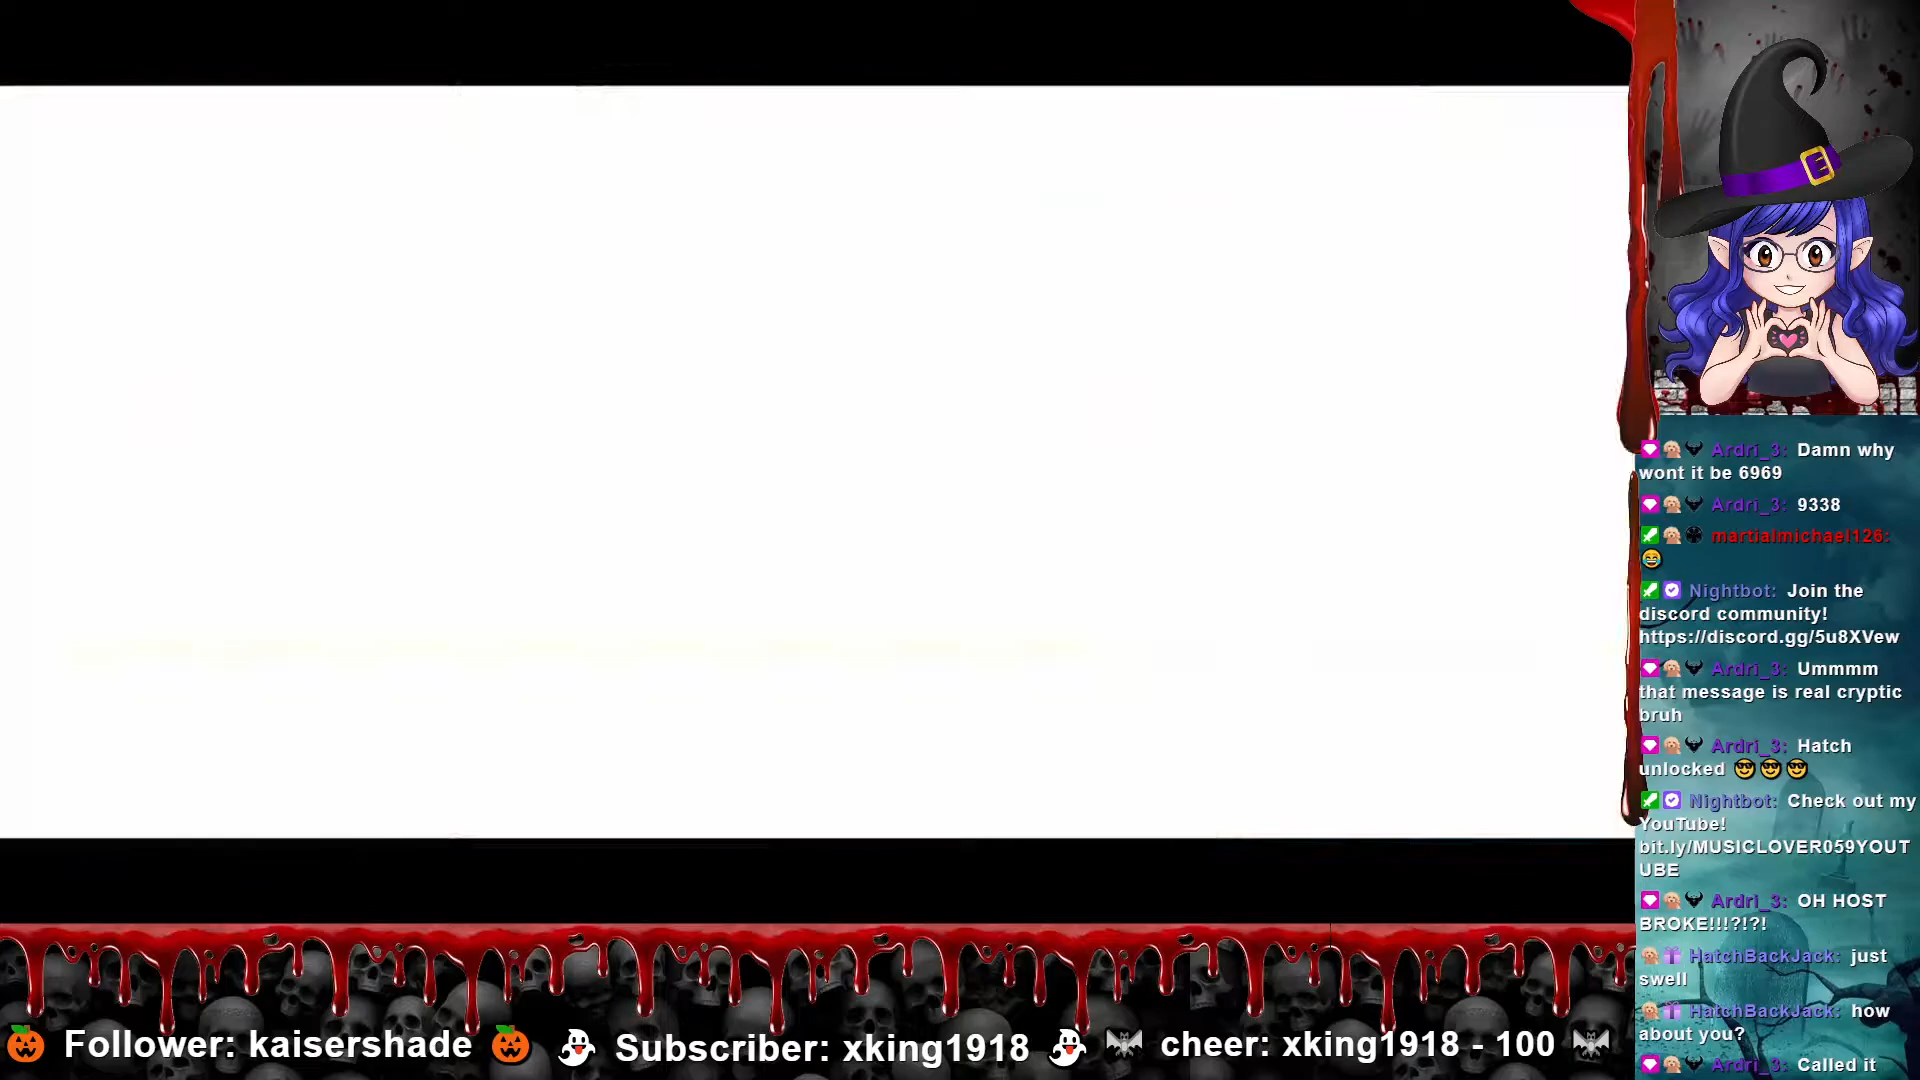 Ardri_3: Damn why
wont it be 6969
Ardri_3: 9338
martialmichael126:
😂
Nightbot: Join the
discord community!
https://discord.gg/5u8XVew
Ardri_3: Ummmm
that message is real cryptic
bruh
Ardri_3: Hatch
unlocked 😎😎😎
Nightbot: Check out my
YouTube!
bit.ly/MUSICLOVER059YOUT
UBE
Ardri_3: OH HOST
BROKE!!!?!?!
HatchBackJack: just
swell
HatchBackJack: how
about you?
Ardri_3: Called it
🎃 Follower: kaisershade 🎃 👻 Subscriber: xking1918 👻 🦇 cheer: xking1918 - 100 🦇